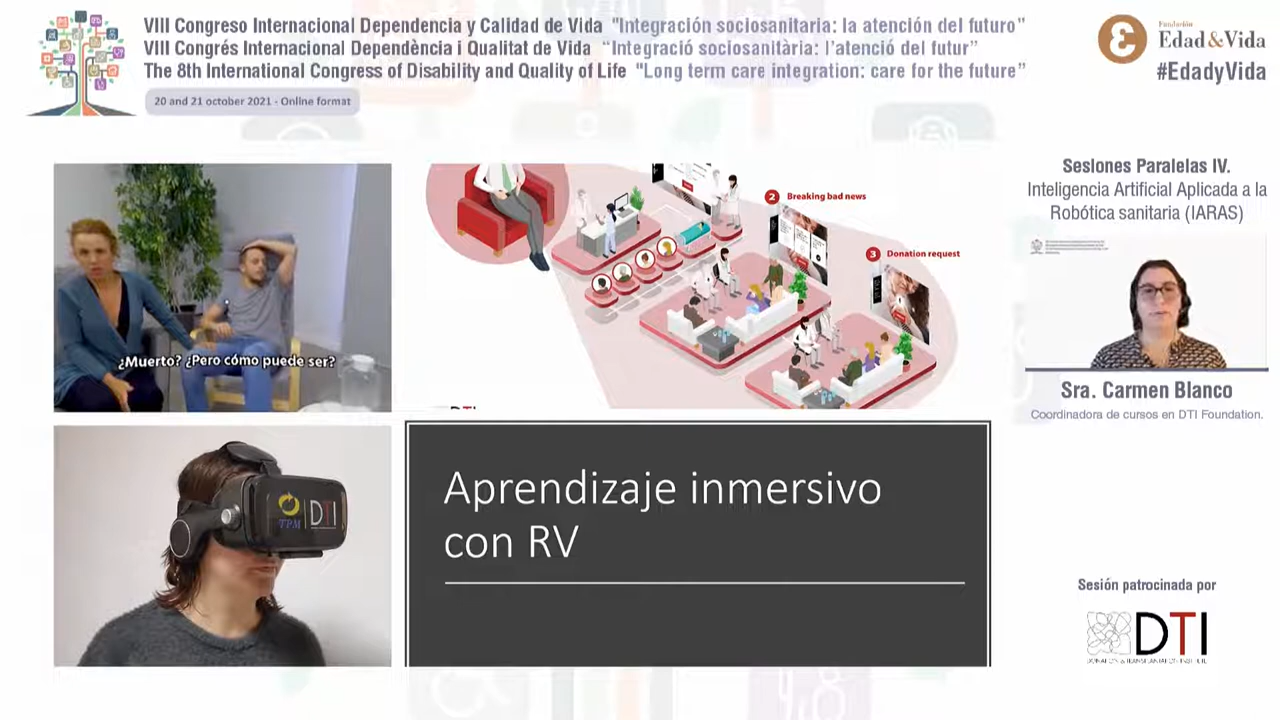 VIII Congreso Internacional Dependencia y Calidad de Vida "Integración sociosanitaria: la atención del futuro"
VIII Congrés Internacional Dependència i Qualitat de Vida “Integració sociosanitària: l’atenció del futur”
The 8th International Congress of Disability and Quality of Life "Long term care integration: care for the future”
20 and 21 october 2021 - Online format
Fundación
Edad&Vida
#EdadyVida
Sesiones Paralelas IV.
Inteligencia Artificial Aplicada a la
Robótica sanitaria (IARAS)
Sra. Carmen Blanco
Coordinadora de cursos en DTI Foundation.
2 Breaking bad news
3 Donation request
¿Muerto? ¿Pero cómo puede ser?
TPM DTI
Aprendizaje inmersivo
con RV
Sesión patrocinada por
DTI
DONATION & TRANSPLANTATION INSTITUTE